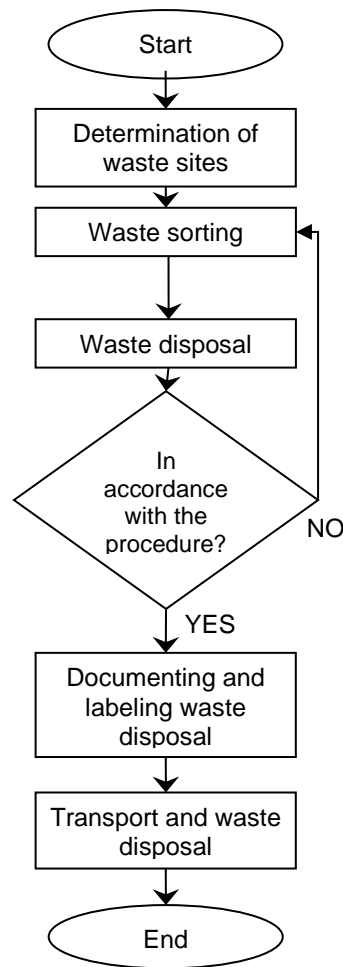 Start
Determination of
waste sites
Waste sorting
Waste disposal
In
accordance
with the
procedure?
NO
YES
Documenting and
labeling waste
disposal
Transport and waste
disposal
End